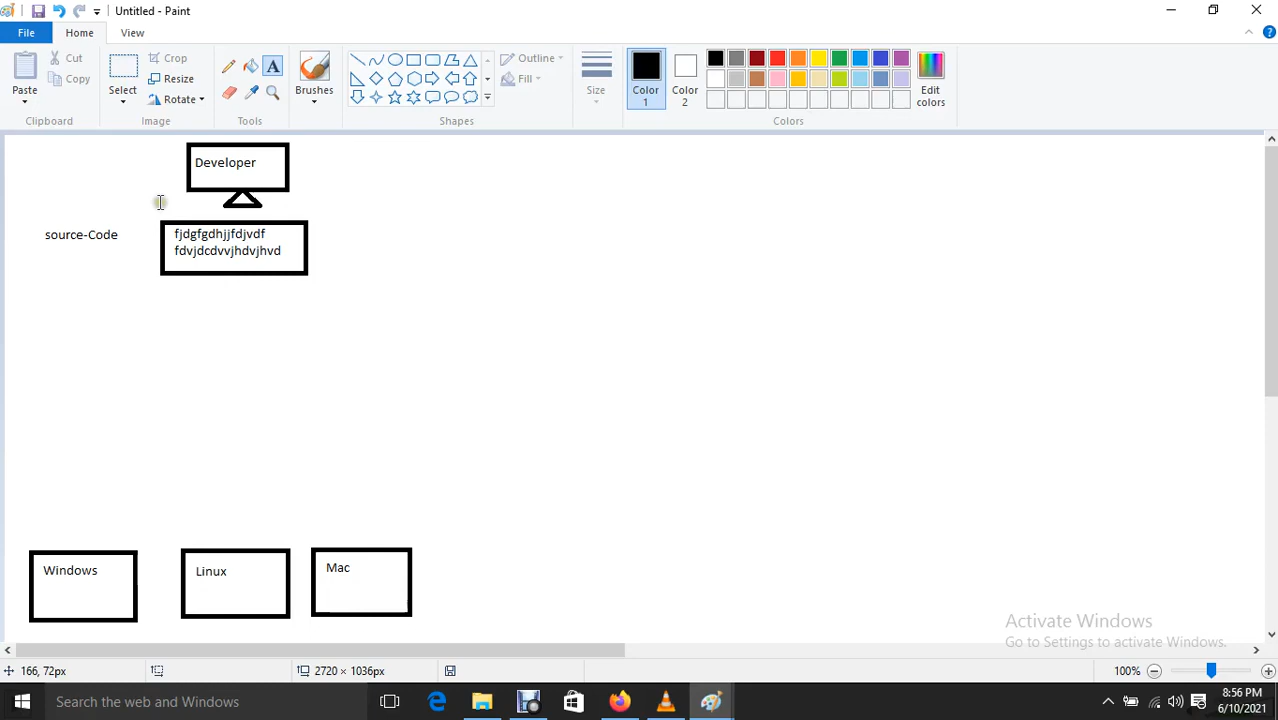 Untitled - Paint
File
Home
View
Paste
Cut
Copy
Clipboard
Select
Crop
Resize
Rotate
Image
A
Tools
Brushes
Outline
Fill
Shapes
Size
Color 1
Color 2
Edit colors
Colors
Developer
source-Code
fjdgfgdhjjfdjvdf
fdvjdcdvvjhdvjhvd
Windows
Linux
Mac
Activate Windows
Go to Settings to activate Windows.
166, 72px
2720 × 1036px
100%
Search the web and Windows
8:56 PM
6/10/2021